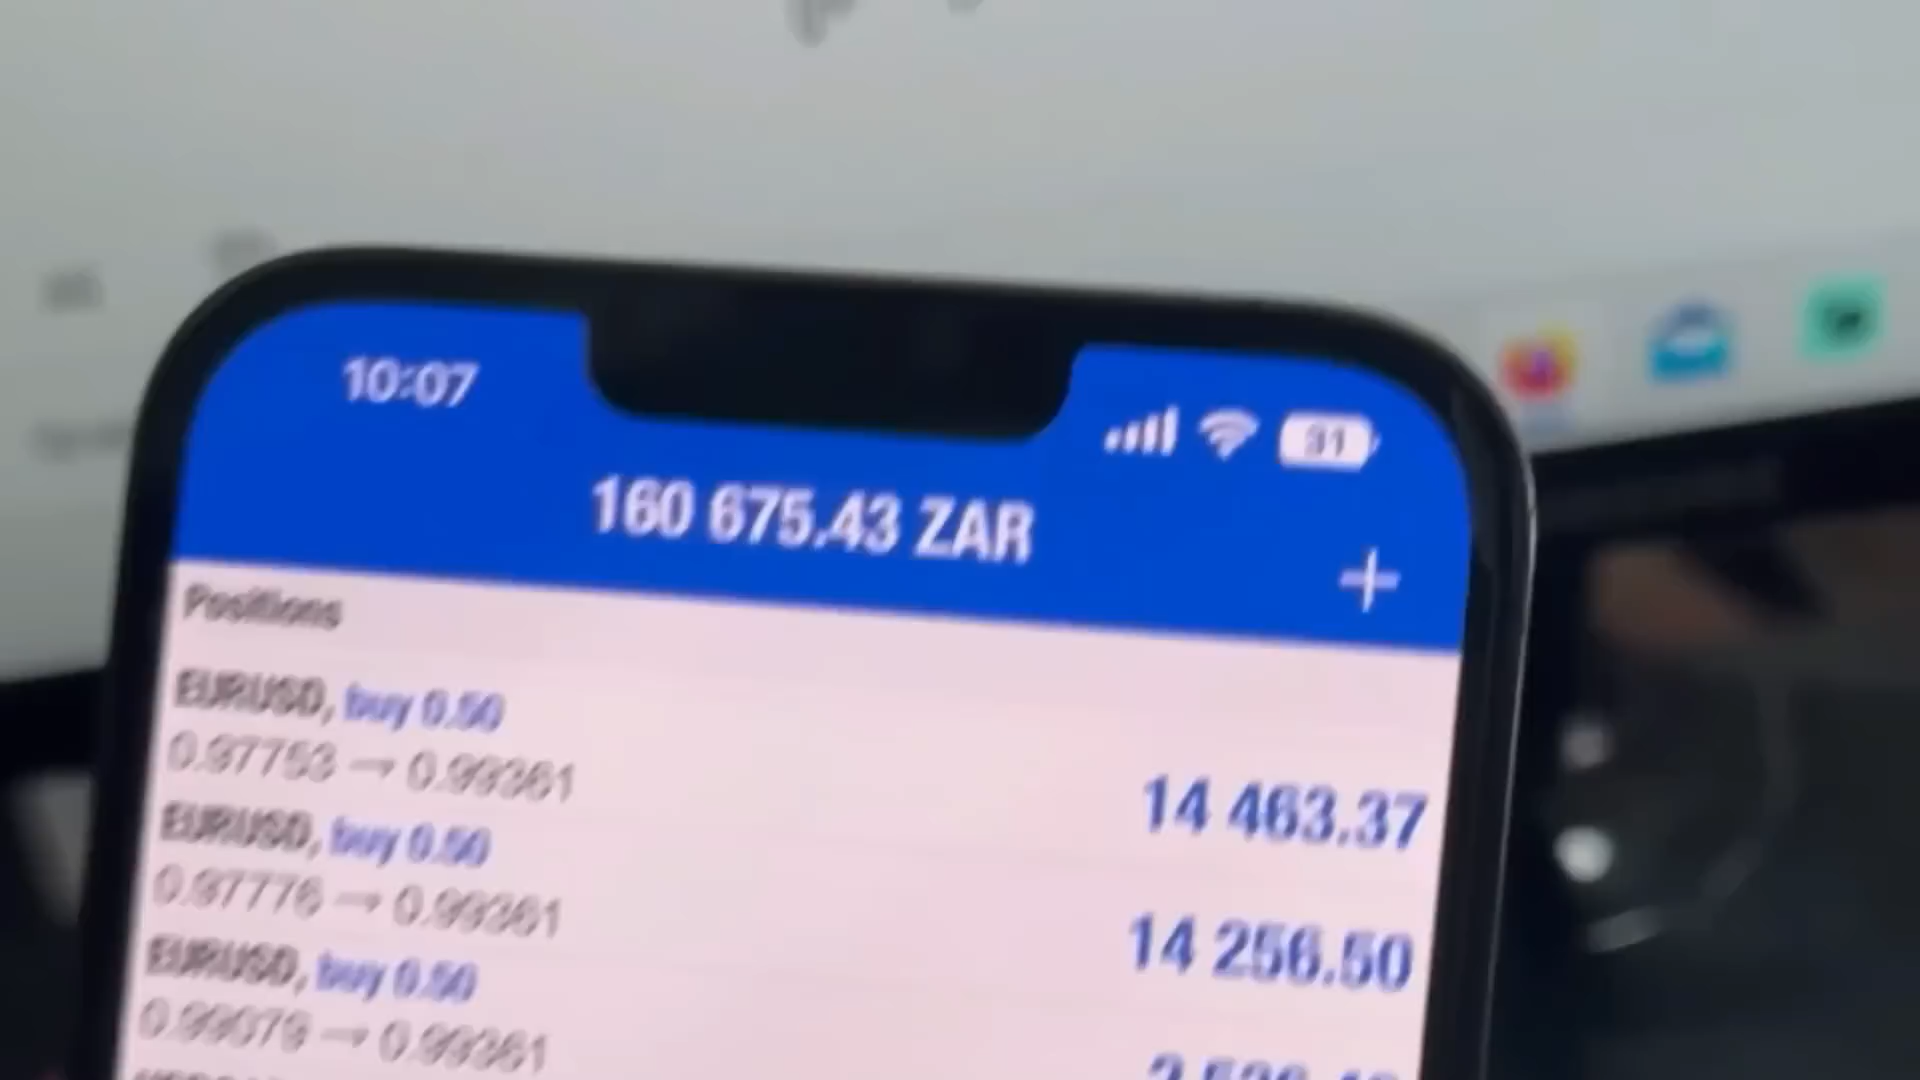 10:07
31
160 675.43 ZAR
+
Positions
EURUSD, buy 0.50
0.97753 → 0.99361
14 463.37
EURUSD, buy 0.50
0.97776 → 0.99361
14 256.50
EURUSD, buy 0.50
0.99079 → 0.99361